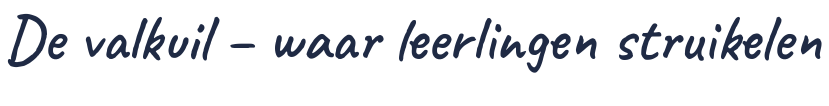 De valkuil – waar leerlingen struikelen